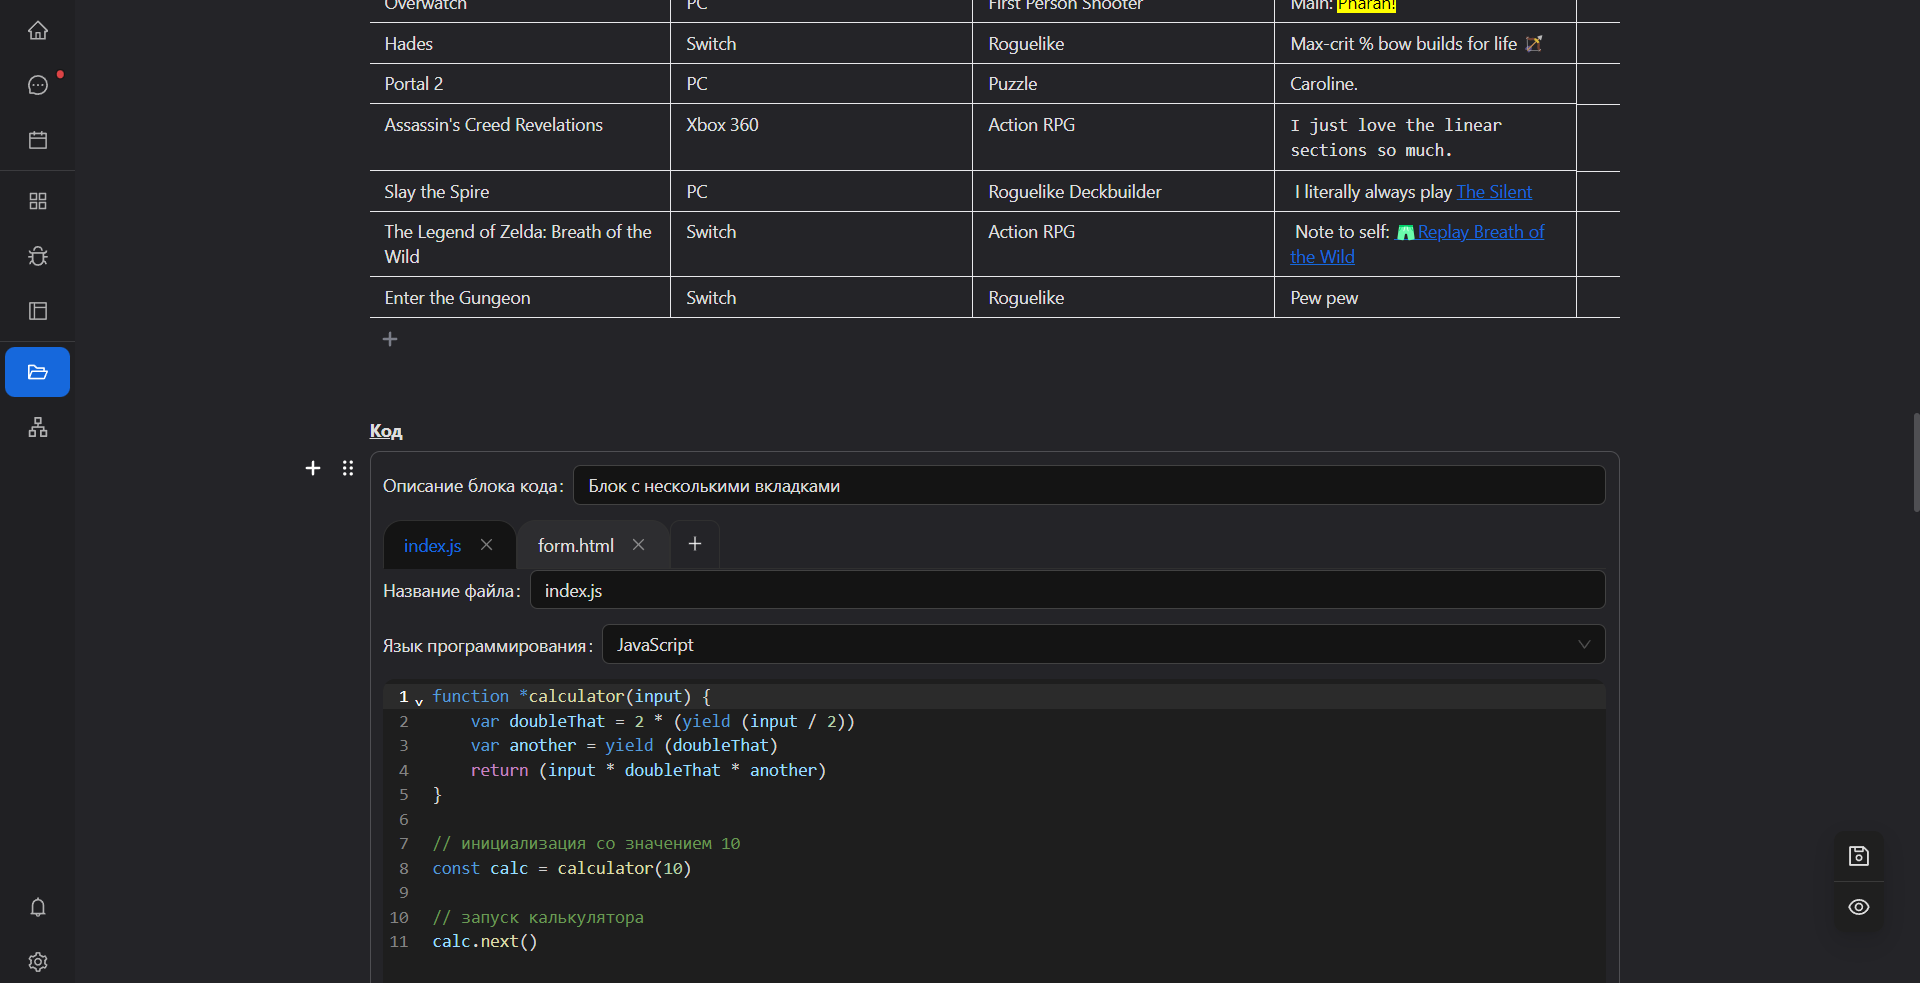 Overwatch PC First Person Shooter Main: Pharah!
Hades Switch Roguelike Max-crit % bow builds for life 🏹
Portal 2 PC Puzzle Caroline.
Assassin's Creed Revelations Xbox 360 Action RPG I just love the linear
sections so much.
Slay the Spire PC Roguelike Deckbuilder I literally always play The Silent
The Legend of Zelda: Breath of the Switch Action RPG Note to self: 🩳Replay Breath of
Wild the Wild
Enter the Gungeon Switch Roguelike Pew pew
Код
Описание блока кода: Блок с несколькими вкладками
index.js form.html
Название файла: index.js
Язык программирования: JavaScript
1 function *calculator(input) {
2 var doubleThat = 2 * (yield (input / 2))
3 var another = yield (doubleThat)
4 return (input * doubleThat * another)
5 }
6
7 // инициализация со значением 10
8 const calc = calculator(10)
9
10 // запуск калькулятора
11 calc.next()